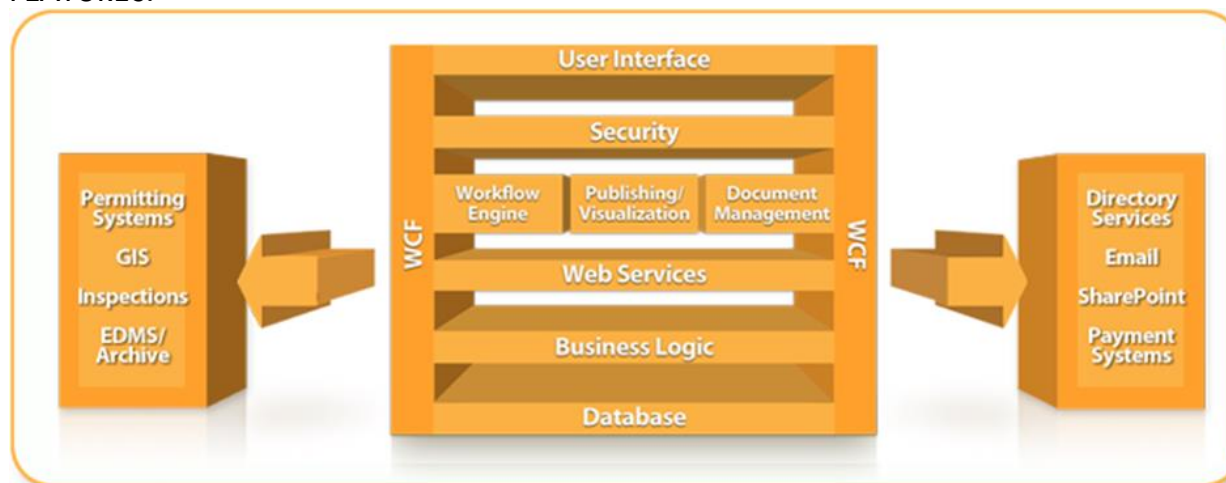 FEATURES:
User Interface
Security
Workflow
Engine
Publishing/
Visualization
Document
Management
Web Services
Business Logic
Database
WCF
WCF
Permitting
Systems
GIS
Inspections
EDMS/
Archive
Directory
Services
Email
SharePoint
Payment
Systems